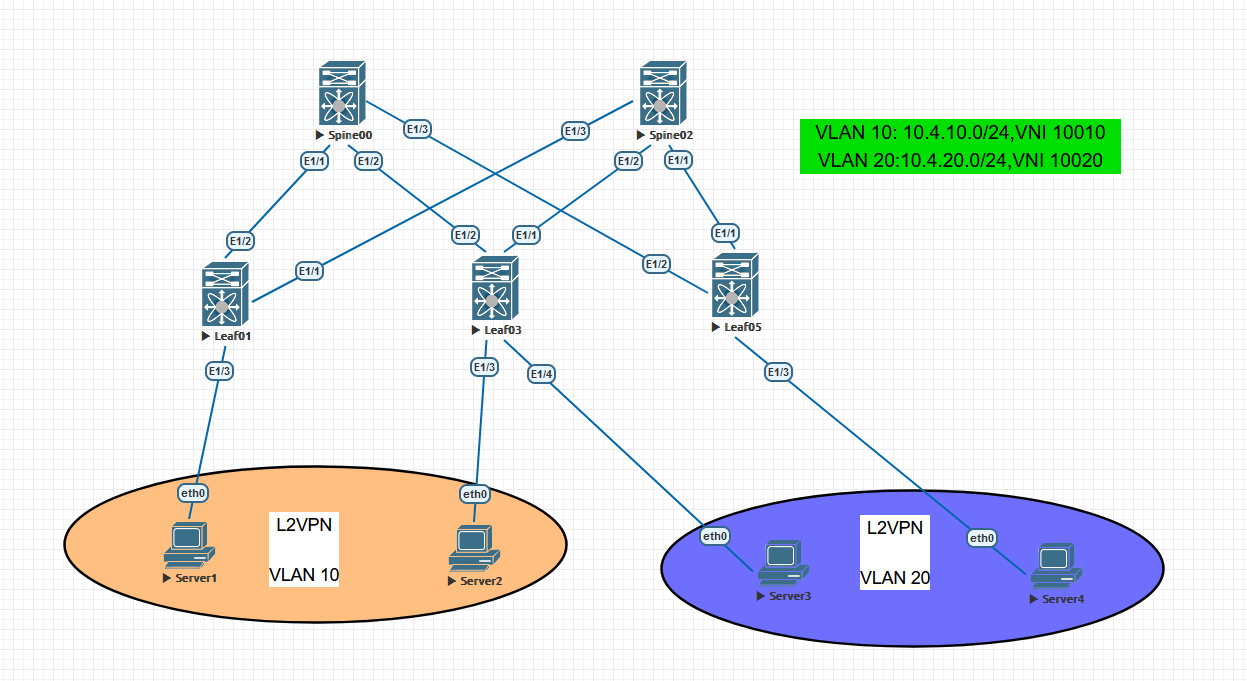 Spine00
Spine02
VLAN 10: 10.4.10.0/24,VNI 10010
VLAN 20:10.4.20.0/24,VNI 10020
E1/3
E1/3
E1/1
E1/2
E1/2
E1/1
E1/2
E1/2
E1/1
E1/1
E1/1
E1/2
Leaf01
Leaf03
Leaf05
E1/3
E1/3
E1/4
E1/3
eth0
eth0
L2VPN
VLAN 10
Server1
Server2
eth0
L2VPN
VLAN 20
eth0
Server3
Server4